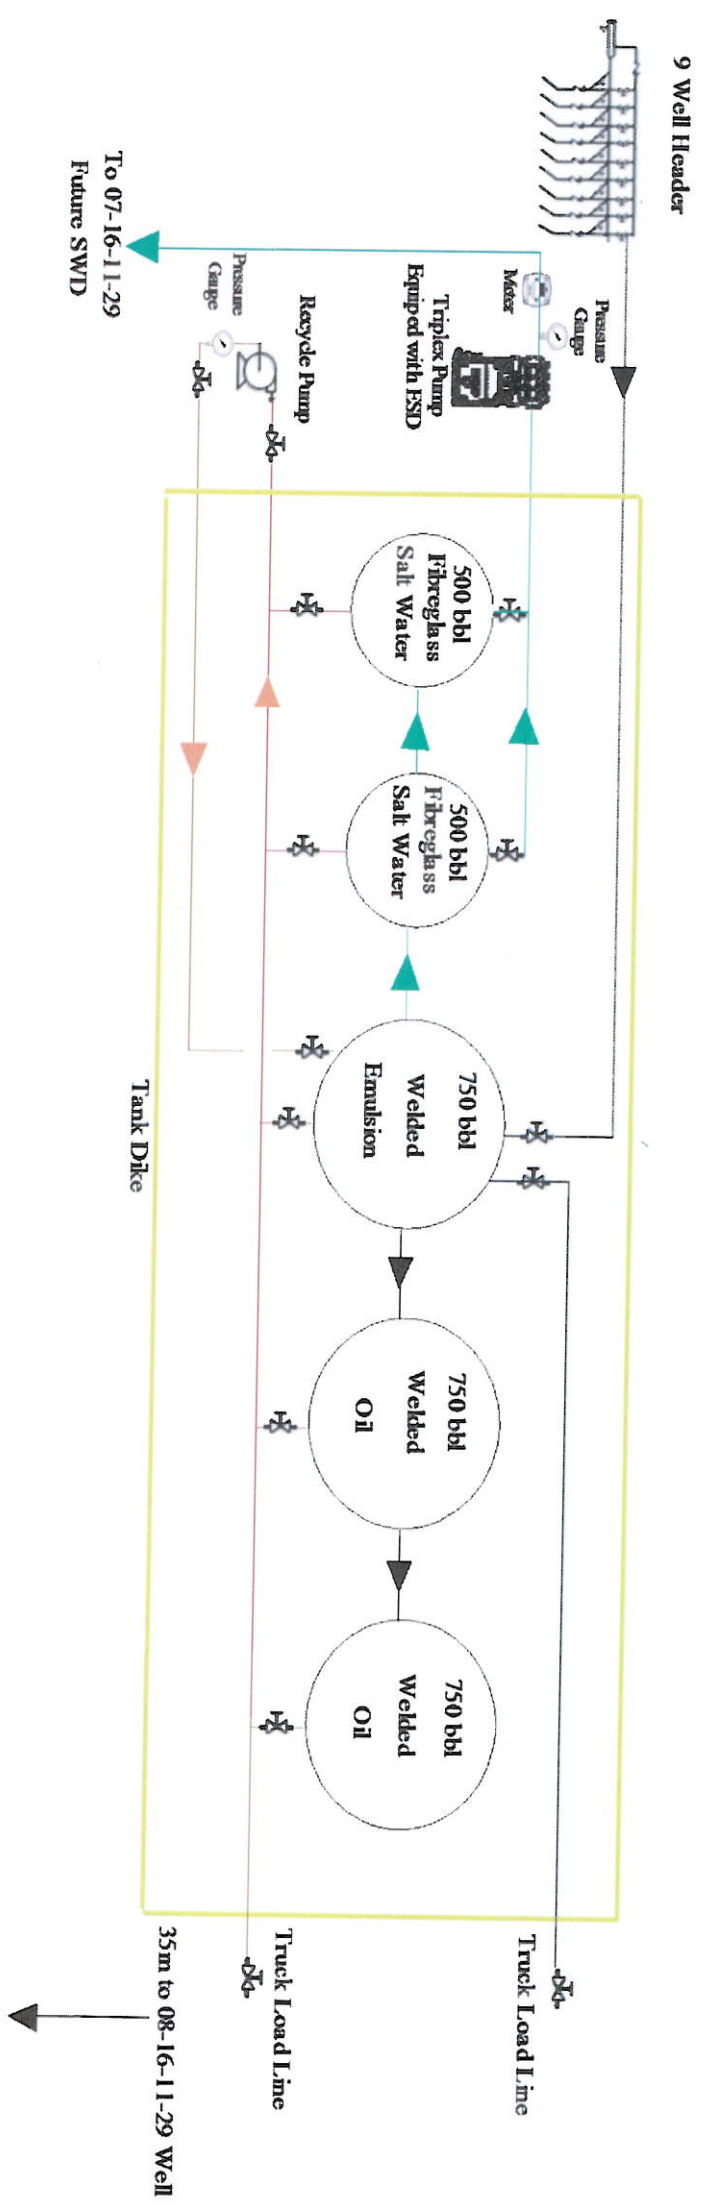 9 Well Header
Pressure
Gauge
Meter
Triplex Pump
Equiped with ESD
Recycle Pump
Pressure
Gauge
To 07-16-11-29
Future SWD
500 bbl
Fibreglass
Salt Water
500 bbl
Fibreglass
Salt Water
750 bbl
Welded
Emulsion
750 bbl
Welded
Oil
750 bbl
Welded
Oil
Tank Dike
Truck Load Line
Truck Load Line
35m to 08-16-11-29 Well